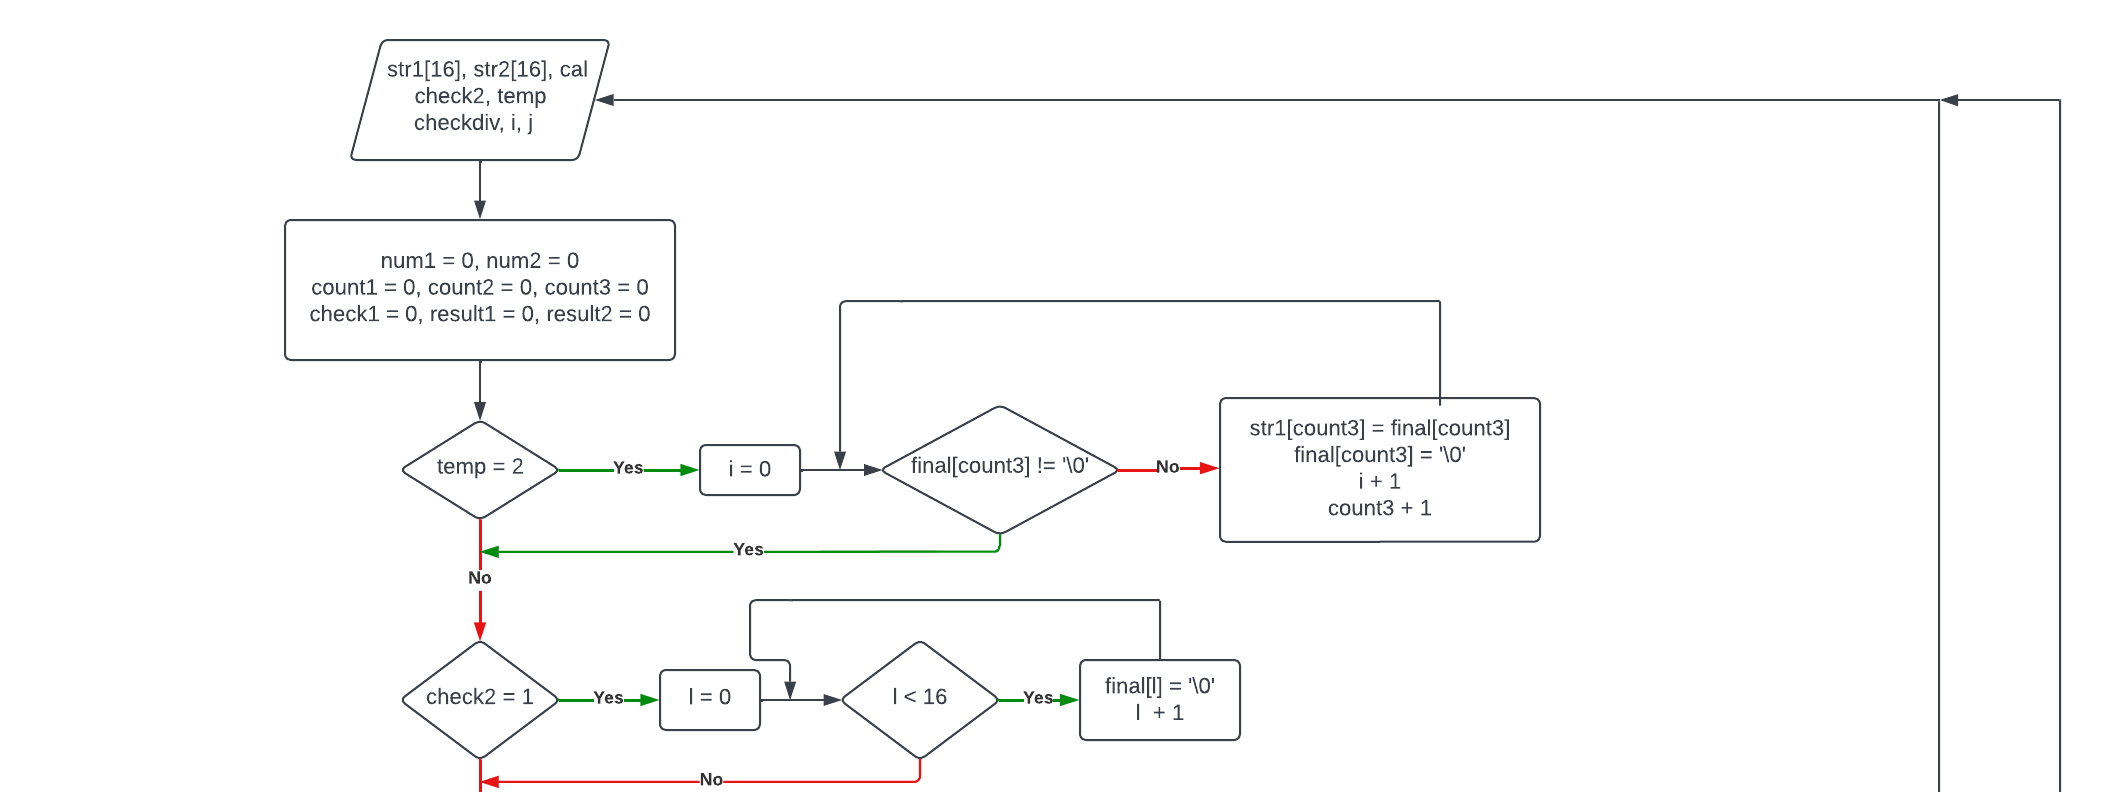 str1[16], str2[16], cal
check2, temp
checkdiv, i, j
num1 = 0, num2 = 0
count1 = 0, count2 = 0, count3 = 0
check1 = 0, result1 = 0, result2 = 0
temp = 2
Yes
i = 0
final[count3] != '\0'
No
str1[count3] = final[count3]
final[count3] = '\0'
i + 1
count3 + 1
Yes
No
check2 = 1
Yes
l = 0
l < 16
Yes
final[l] = '\0'
l + 1
No